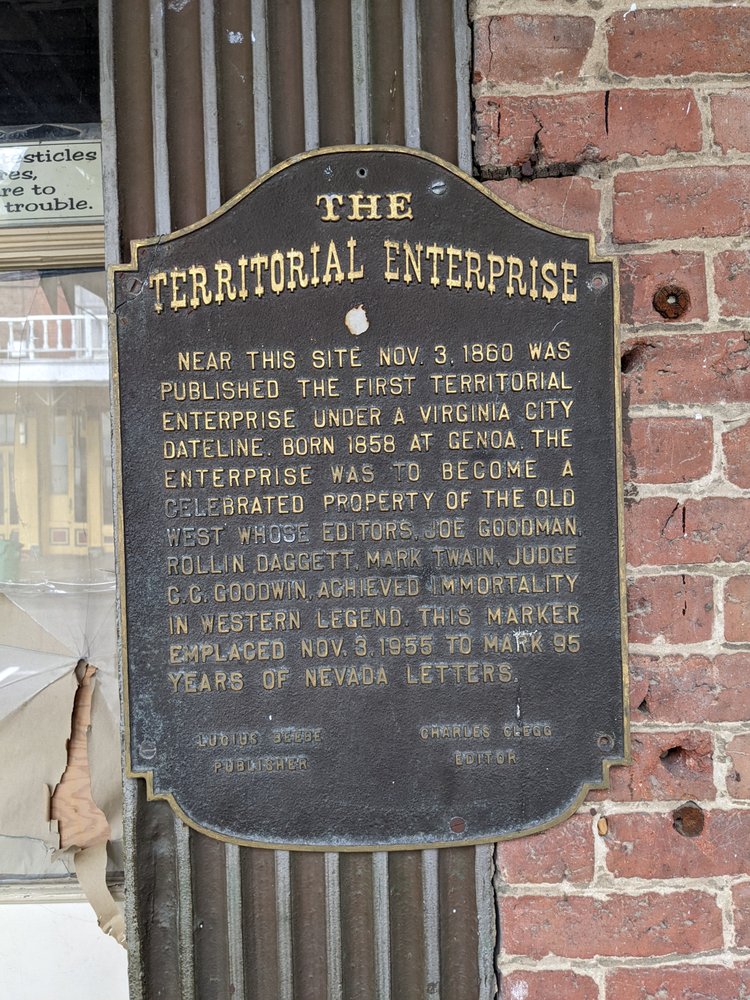 esticles
res,
re to
trouble.
THE
TERRITORIAL ENTERPRISE
NEAR THIS SITE NOV. 3, 1860 WAS
PUBLISHED THE FIRST TERRITORIAL
ENTERPRISE UNDER A VIRGINIA CITY
DATELINE. BORN 1858 AT GENOA, THE
ENTERPRISE WAS TO BECOME A
CELEBRATED PROPERTY OF THE OLD
WEST WHOSE EDITORS, JOE GOODMAN,
ROLLIN DAGGETT, MARK TWAIN, JUDGE
C.C. GOODWIN, ACHIEVED IMMORTALITY
IN WESTERN LEGEND. THIS MARKER
EMPLACED NOV. 3, 1955 TO MARK 95
YEARS OF NEVADA LETTERS.
LUCIUS BEEBE CHARLES CLEGG
PUBLISHER EDITOR